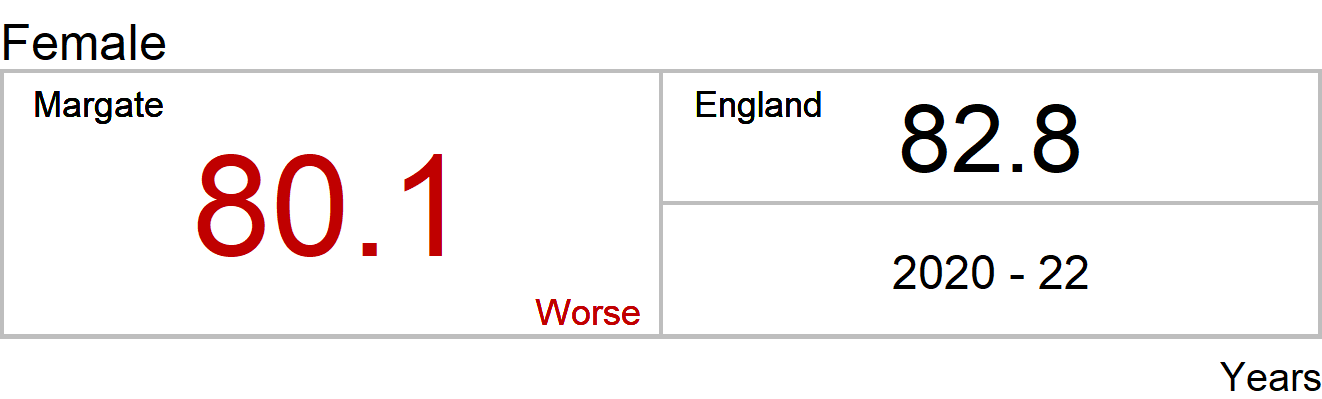 Female
Margate
80.1
Worse
England
82.8
2020 - 22
Years